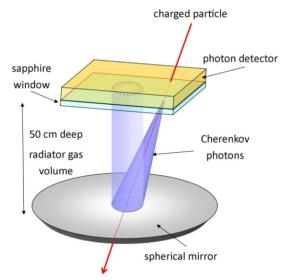 charged particle
photon detector
sapphire
window
50 cm deep
radiator gas
volume
Cherenkov
photons
spherical mirror